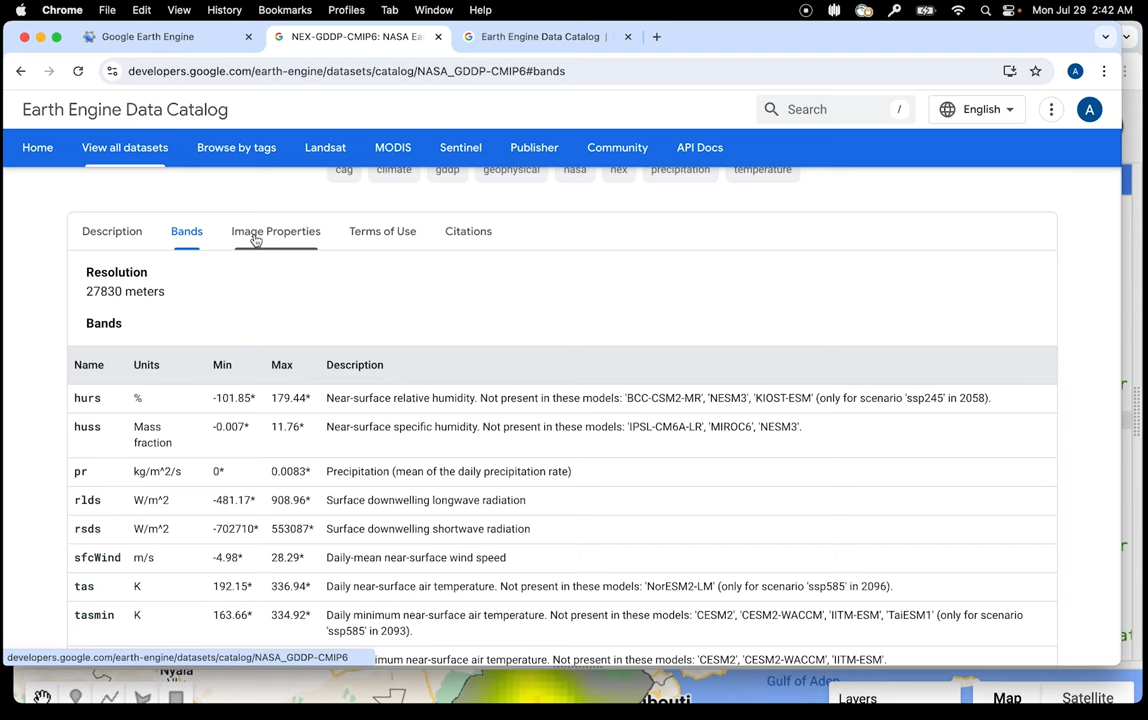 Chrome File Edit View History Bookmarks Profiles Tab Window Help Mon Jul 29 2:42 AM
Google Earth Engine
NEX-GDDP-CMIP6: NASA Ea
Earth Engine Data Catalog
developers.google.com/earth-engine/datasets/catalog/NASA_GDDP-CMIP6#bands
A
Earth Engine Data Catalog
Search /
English
A
Home View all datasets Browse by tags Landsat MODIS Sentinel Publisher Community API Docs
cag climate gddp geophysical nasa nex precipitation temperature
Description Bands Image Properties Terms of Use Citations
Resolution
27830 meters
Bands
Name Units Min Max Description
hurs % -101.85* 179.44* Near-surface relative humidity. Not present in these models: 'BCC-CSM2-MR', 'NESM3', 'KIOST-ESM' (only for scenario 'ssp245' in 2058).
huss Mass fraction -0.007* 11.76* Near-surface specific humidity. Not present in these models: 'IPSL-CM6A-LR', 'MIROC6', 'NESM3'.
pr kg/m^2/s 0* 0.0083* Precipitation (mean of the daily precipitation rate)
rlds W/m^2 -481.17* 908.96* Surface downwelling longwave radiation
rsds W/m^2 -702710* 553087* Surface downwelling shortwave radiation
sfcWind m/s -4.98* 28.29* Daily-mean near-surface wind speed
tas K 192.15* 336.94* Daily near-surface air temperature. Not present in these models: 'NorESM2-LM' (only for scenario 'ssp585' in 2096).
tasmin K 163.66* 334.92* Daily minimum near-surface air temperature. Not present in these models: 'CESM2', 'CESM2-WACCM', 'IITM-ESM', 'TaiESM1' (only for scenario
'ssp585' in 2093).
developers.google.com/earth-engine/datasets/catalog/NASA_GDDP-CMIP6
imum near-surface air temperature. Not present in these models: 'CESM2', 'CESM2-WACCM', 'IITM-ESM'.
Nyala
bouti
Gulf of Aden
Layers
Map
Satellite